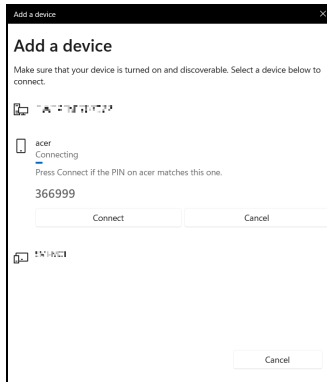 Add a device
Add a device
Make sure that your device is turned on and discoverable. Select a device below to
connect.
acer
Connecting
Press Connect if the PIN on acer matches this one.
366999
Connect Cancel
Cancel